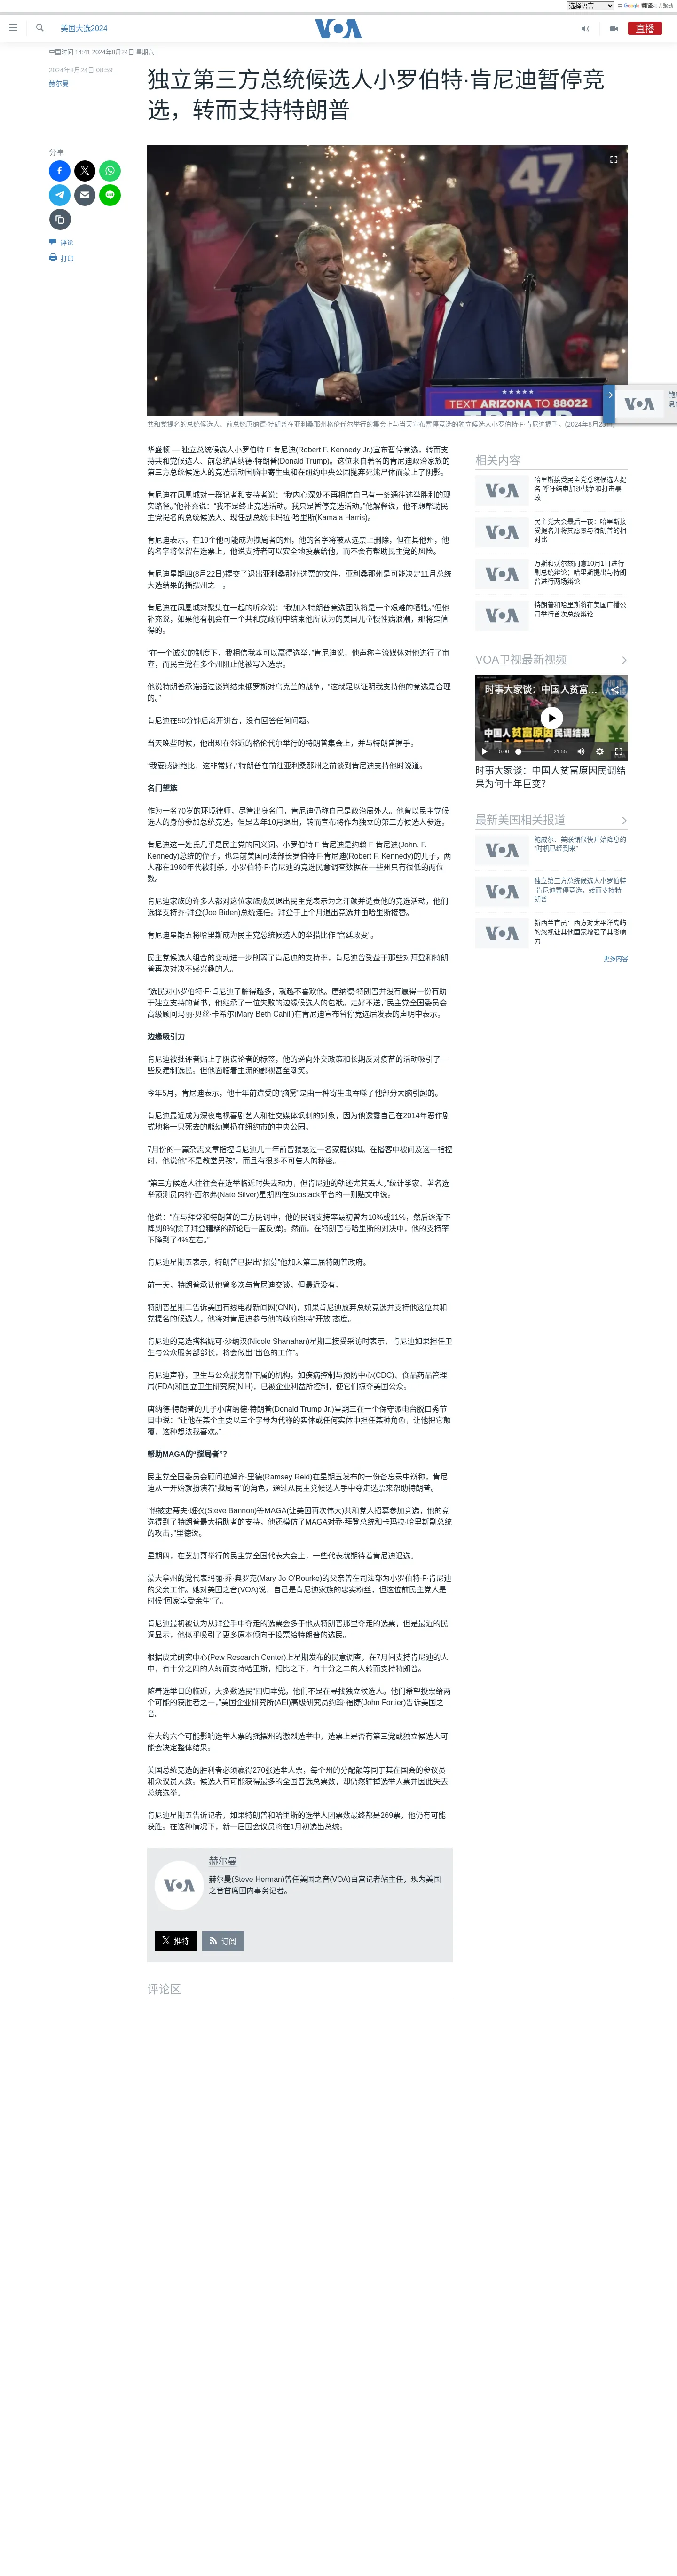 选择语言
由 Google 翻译强力驱动
美国大选2024
VOA
直播
中国时间 14:41 2024年8月24日 星期六
2024年8月24日 08:59
赫尔曼
独立第三方总统候选人小罗伯特·肯尼迪暂停竞选，转而支持特朗普
分享
评论
打印
47
TEXT ARIZONA TO 88022
TRUMP
共和党提名的总统候选人、前总统唐纳德·特朗普在亚利桑那州格伦代尔举行的集会上与当天发布暂停竞选的独立候选人小罗伯特·F·肯尼迪握手。(2024年8月23日)
华盛顿 — 独立总统候选人小罗伯特·F·肯尼迪(Robert F. Kennedy Jr.)宣布暂停竞选，转而支持共和党候选人、前总统唐纳德·特朗普(Donald Trump)。这位来自著名的肯尼迪政治家族的第三方总统候选人的竞选活动因脑中寄生虫和在纽约中央公园抛弃死熊尸体而蒙上了阴影。
肯尼迪在凤凰城对一群记者和支持者说：“我内心深处不再相信自己有一条通往选举胜利的现实路径。”他补充说：“我不是终止竞选活动。我只是暂停竞选活动。”他解释说，他不想帮助民主党提名的总统候选人、现任副总统卡玛拉·哈里斯(Kamala Harris)。
肯尼迪表示，在10个他可能成为搅局者的州，他的名字将被从选票上删除，但在其他州，他的名字将保留在选票上，他说支持者可以安全地投票给他，而不会有帮助民主党的风险。
肯尼迪星期四(8月22日)提交了退出亚利桑那州选票的文件，亚利桑那州是可能决定11月总统大选结果的摇摆州之一。
肯尼迪在凤凰城对聚集在一起的听众说：“我加入特朗普竞选团队将是一个艰难的牺牲。”但他补充说，如果他有机会在一个共和党政府中结束他所认为的美国儿童慢性病浪潮，那将是值得的。
“在一个诚实的制度下，我相信我本可以赢得选举，”肯尼迪说，他声称主流媒体对他进行了审查，而民主党在多个州阻止他被写入选票。
他说特朗普承诺通过谈判结束俄罗斯对乌克兰的战争，“这就足以证明我支持他的竞选是合理的。”
肯尼迪在50分钟后离开讲台，没有回答任何问题。
当天晚些时候，他出现在邻近的格伦代尔举行的特朗普集会上，并与特朗普握手。
“我要感谢鲍比，这非常好，”特朗普在前往亚利桑那州之前谈到肯尼迪支持他时说道。
名门望族
作为一名70岁的环境律师，尽管出身名门，肯尼迪仍称自己是政治局外人。他曾以民主党候选人的身份参加总统竞选，但是去年10月退出，转而宣布将作为独立的第三方候选人参选。
肯尼迪这一姓氏几乎是民主党的同义词。小罗伯特·F·肯尼迪是约翰·F·肯尼迪(John. F. Kennedy)总统的侄子，也是前美国司法部长罗伯特·F·肯尼迪(Robert F. Kennedy)的儿子，两人都在1960年代被刺杀，小罗伯特·F·肯尼迪的竞选民意调查数据在一些州只有很低的两位数。
肯尼迪家族的许多人都对这位家族成员退出民主党表示为之汗颜并谴责他的竞选活动，他们选择支持乔·拜登(Joe Biden)总统连任。拜登于上个月退出竞选并由哈里斯接替。
肯尼迪星期五将哈里斯成为民主党总统候选人的举措比作“宫廷政变”。
民主党候选人组合的变动进一步削弱了肯尼迪的支持率，肯尼迪曾受益于那些对拜登和特朗普再次对决不感兴趣的人。
“选民对小罗伯特·F·肯尼迪了解得越多，就越不喜欢他。唐纳德·特朗普并没有赢得一份有助于建立支持的背书，他继承了一位失败的边缘候选人的包袱。走好不送，”民主党全国委员会高级顾问玛丽·贝丝·卡希尔(Mary Beth Cahill)在肯尼迪宣布暂停竞选后发表的声明中表示。
边缘吸引力
肯尼迪被批评者贴上了阴谋论者的标签，他的逆向外交政策和长期反对疫苗的活动吸引了一些反建制选民。但他面临着主流的鄙视甚至嘲笑。
今年5月，肯尼迪表示，他十年前遭受的“脑雾”是由一种寄生虫吞噬了他部分大脑引起的。
肯尼迪最近成为深夜电视喜剧艺人和社交媒体讽刺的对象，因为他透露自己在2014年恶作剧式地将一只死去的熊幼崽扔在纽约市的中央公园。
7月份的一篇杂志文章指控肯尼迪几十年前曾猥亵过一名家庭保姆。在播客中被问及这一指控时，他说他“不是教堂男孩”，而且有很多不可告人的秘密。
“第三方候选人往往会在选举临近时失去动力，但肯尼迪的轨迹尤其丢人，”统计学家、著名选举预测员内特·西尔弗(Nate Silver)星期四在Substack平台的一则贴文中说。
他说：“在与拜登和特朗普的三方民调中，他的民调支持率最初曾为10%或11%，然后逐渐下降到8%(除了拜登糟糕的辩论后一度反弹)。然而，在特朗普与哈里斯的对决中，他的支持率下降到了4%左右。”
肯尼迪星期五表示，特朗普已提出“招募”他加入第二届特朗普政府。
前一天，特朗普承认他曾多次与肯尼迪交谈，但最近没有。
特朗普星期二告诉美国有线电视新闻网(CNN)，如果肯尼迪放弃总统竞选并支持他这位共和党提名的候选人，他将对肯尼迪参与他的政府抱持“开放”态度。
肯尼迪的竞选搭档妮可·沙纳汉(Nicole Shanahan)星期二接受采访时表示，肯尼迪如果担任卫生与公众服务部部长，将会做出“出色的工作”。
肯尼迪声称，卫生与公众服务部下属的机构，如疾病控制与预防中心(CDC)、食品药品管理局(FDA)和国立卫生研究院(NIH)，已被企业利益所控制，使它们掠夺美国公众。
唐纳德·特朗普的儿子小唐纳德·特朗普(Donald Trump Jr.)星期三在一个保守派电台脱口秀节目中说：“让他在某个主要以三个字母为代称的实体或任何实体中担任某种角色，让他把它颠覆，这种想法我喜欢。”
帮助MAGA的“搅局者”？
民主党全国委员会顾问拉姆齐·里德(Ramsey Reid)在星期五发布的一份备忘录中辩称，肯尼迪从一开始就扮演着“搅局者”的角色，通过从民主党候选人手中夺走选票来帮助特朗普。
“他被史蒂夫·班农(Steve Bannon)等MAGA(让美国再次伟大)共和党人招募参加竞选，他的竞选得到了特朗普最大捐助者的支持，他还模仿了MAGA对乔·拜登总统和卡玛拉·哈里斯副总统的攻击，”里德说。
星期四，在芝加哥举行的民主党全国代表大会上，一些代表就期待着肯尼迪退选。
蒙大拿州的党代表玛丽·乔·奥罗克(Mary Jo O'Rourke)的父亲曾在司法部为小罗伯特·F·肯尼迪的父亲工作。她对美国之音(VOA)说，自己是肯尼迪家族的忠实粉丝，但这位前民主党人是时候“回家享受余生”了。
肯尼迪最初被认为从拜登手中夺走的选票会多于他从特朗普那里夺走的选票，但是最近的民调显示，他似乎吸引了更多原本倾向于投票给特朗普的选民。
根据皮尤研究中心(Pew Research Center)上星期发布的民意调查，在7月间支持肯尼迪的人中，有十分之四的人转而支持哈里斯，相比之下，有十分之二的人转而支持特朗普。
随着选举日的临近，大多数选民“回归本党。他们不是在寻找独立候选人。他们希望投票给两个可能的获胜者之一，”美国企业研究所(AEI)高级研究员约翰·福捷(John Fortier)告诉美国之音。
在大约六个可能影响选举人票的摇摆州的激烈选举中，选票上是否有第三党或独立候选人可能会决定整体结果。
美国总统竞选的胜利者必须赢得270张选举人票，每个州的分配额等同于其在国会的参议员和众议员人数。候选人有可能获得最多的全国普选总票数，却仍然输掉选举人票并因此失去总统选举。
肯尼迪星期五告诉记者，如果特朗普和哈里斯的选举人团票数最终都是269票，他仍有可能获胜。在这种情况下，新一届国会议员将在1月初选出总统。
赫尔曼
赫尔曼(Steve Herman)曾任美国之音(VOA)白宫记者站主任，现为美国之音首席国内事务记者。
推特
订阅
评论区
相关内容
哈里斯接受民主党总统候选人提名 呼吁结束加沙战争和打击暴政
民主党大会最后一夜：哈里斯接受提名并将其愿景与特朗普的相对比
万斯和沃尔兹同意10月1日进行副总统辩论；哈里斯提出与特朗普进行两场辩论
特朗普和哈里斯将在美国广播公司举行首次总统辩论
VOA卫视最新视频
时事大家谈：中国人贫富…
0:00
21:55
时事大家谈：中国人贫富原因民调结果为何十年巨变？
最新美国相关报道
鲍威尔：美联储很快开始降息的“时机已经到来”
独立第三方总统候选人小罗伯特·肯尼迪暂停竞选，转而支持特朗普
新西兰官员：西方对太平洋岛屿的忽视让其他国家增强了其影响力
更多内容